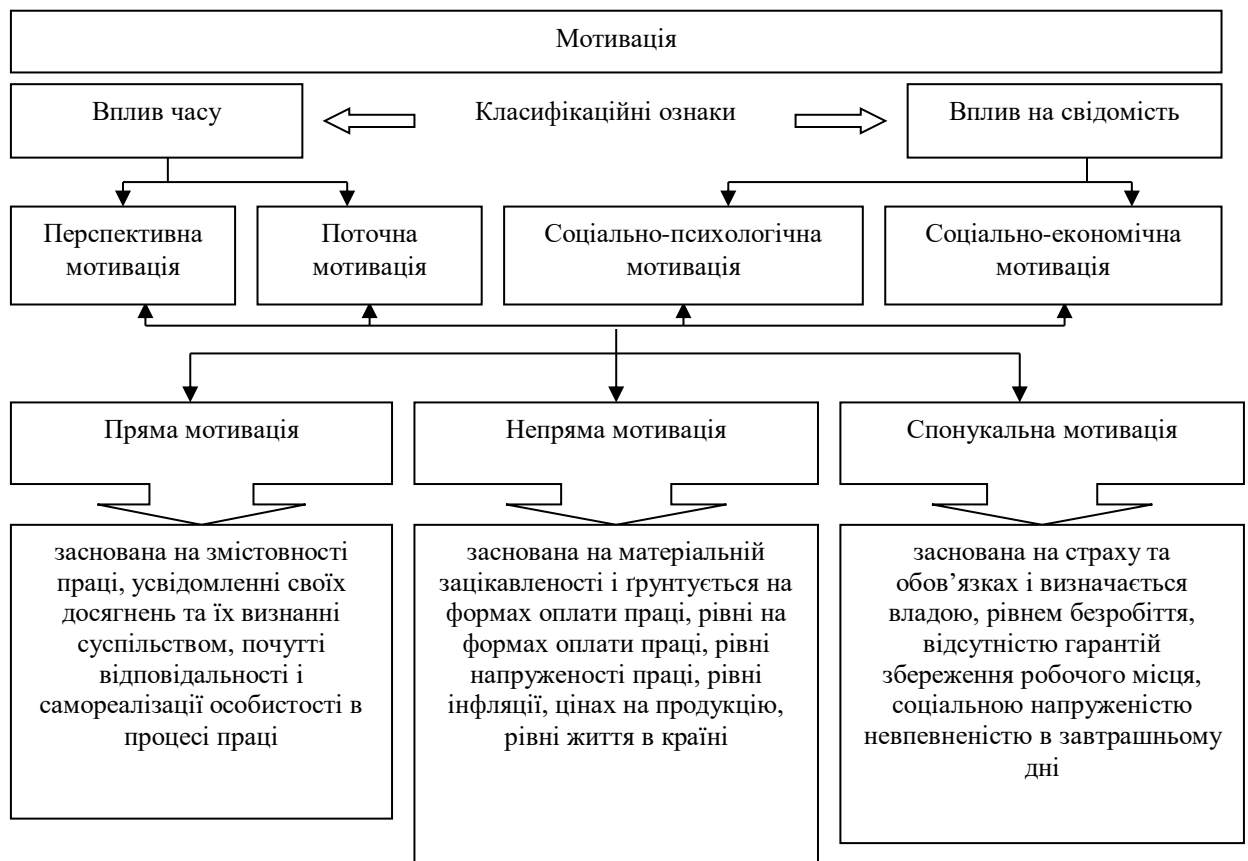 Мотивація
Вплив часу
Класифікаційні ознаки
Вплив на свідомість
Перспективна
мотивація
Поточна
мотивація
Соціально-психологічна
мотивація
Соціально-економічна
мотивація
Пряма мотивація
Непряма мотивація
Спонукальна мотивація
заснована на змістовності
праці, усвідомленні своїх
досягнень та їх визнанні
суспільством, почутті
відповідальності і
самореалізації особистості в
процесі праці
заснована на матеріальній
зацікавленості і ґрунтується на
формах оплати праці, рівні на
формах оплати праці, рівні
напруженості праці, рівні
інфляції, цінах на продукцію,
рівні життя в країні
заснована на страху та
обов’язках і визначається
владою, рівнем безробіття,
відсутністю гарантій
збереження робочого місця,
соціальною напруженістю
невпевненістю в завтрашньому
дні